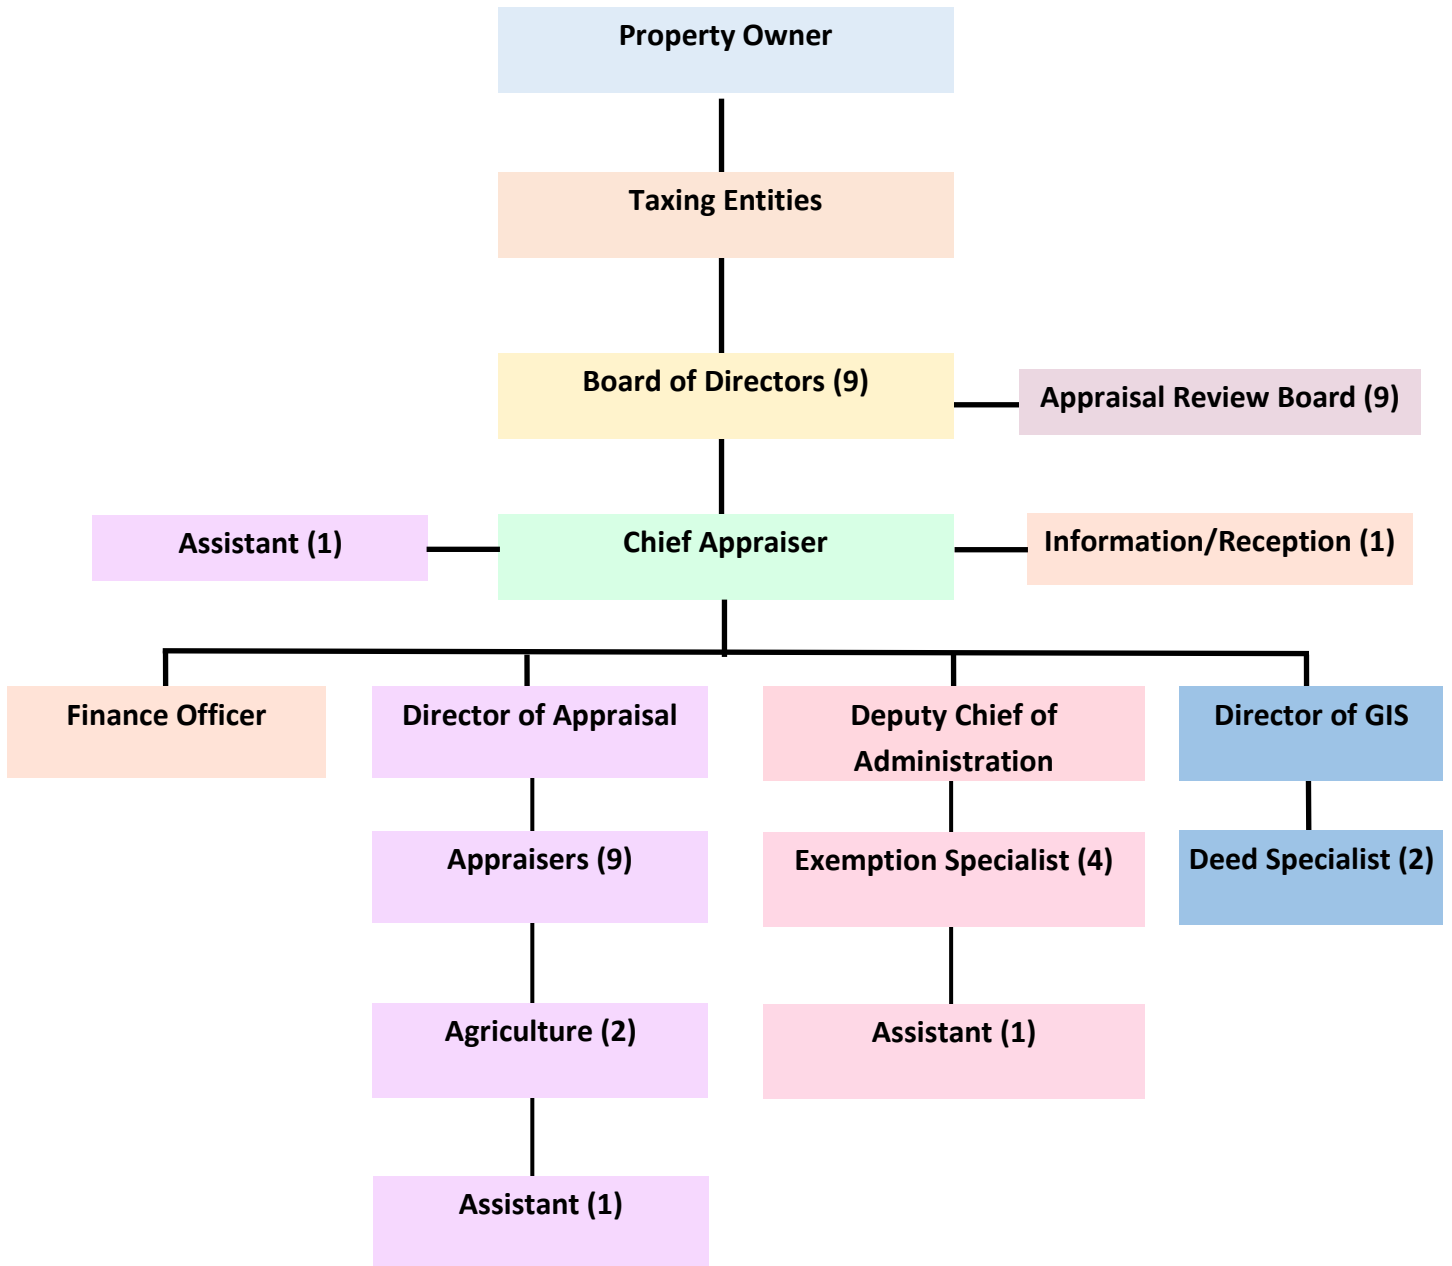 Property Owner
Taxing Entities
Board of Directors (9)
Appraisal Review Board (9)
Assistant (1)
Chief Appraiser
Information/Reception (1)
Finance Officer
Director of Appraisal
Deputy Chief of
Administration
Director of GIS
Appraisers (9)
Exemption Specialist (4)
Deed Specialist (2)
Agriculture (2)
Assistant (1)
Assistant (1)